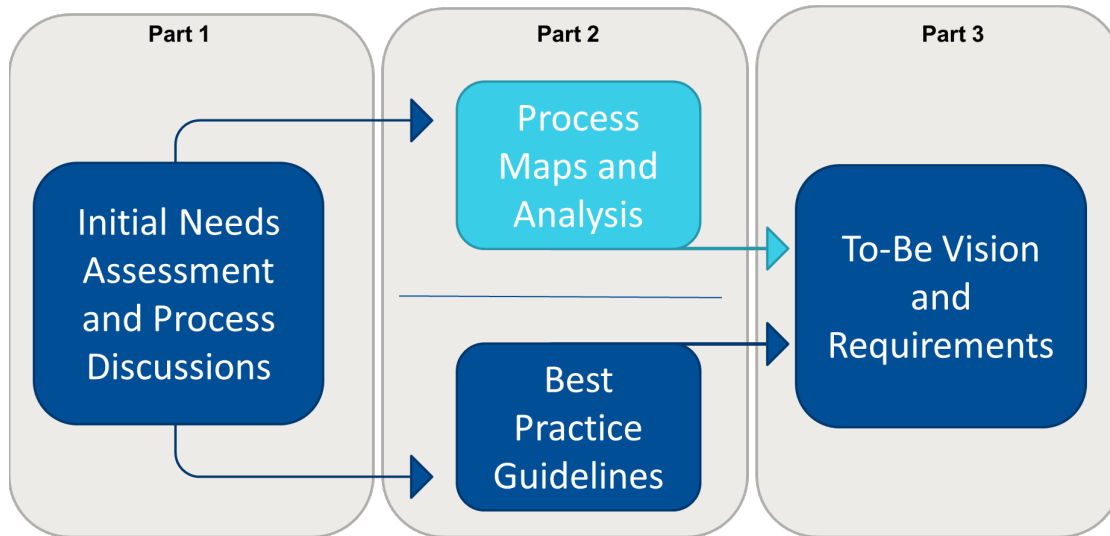 Part 1
Initial Needs
Assessment
and Process
Discussions
Part 2
Process
Maps and
Analysis
Best
Practice
Guidelines
Part 3
To-Be Vision
and
Requirements